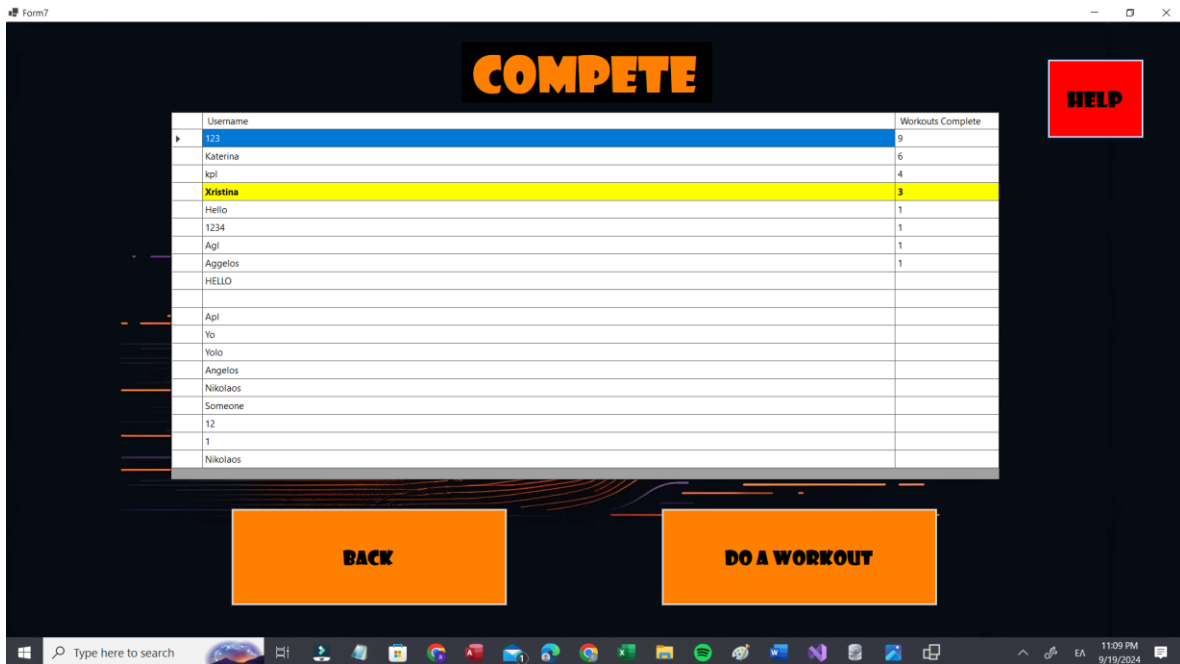 Form7
COMPETE
HELP
Username Workouts Complete
123 9
Katerina 6
kpl 4
Xristina 3
Hello 1
1234 1
Agl 1
Aggelos 1
HELLO
Apl
Yo
Yolo
Angelos
Nikolaos
Someone
12
1
Nikolaos
BACK DO A WORKOUT
Type here to search
1
ΕΛ
11:09 PM
9/19/2024